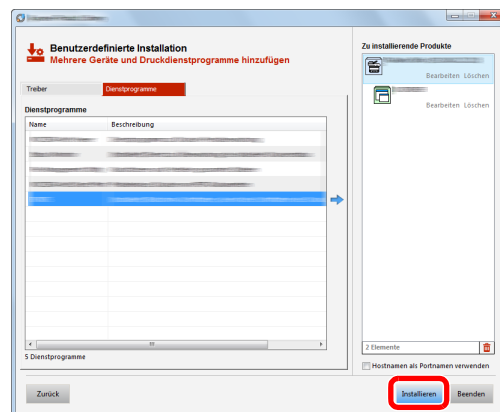 Benutzerdefinierte Installation
Mehrere Geräte und Druckdienstprogramme hinzufügen
Treiber
Dienstprogramme
Dienstprogramme
Name
Beschreibung
5 Dienstprogramme
Zu installierende Produkte
Bearbeiten Löschen
Bearbeiten Löschen
2 Elemente
Hostnamen als Portnamen verwenden
Zurück
Installieren
Beenden